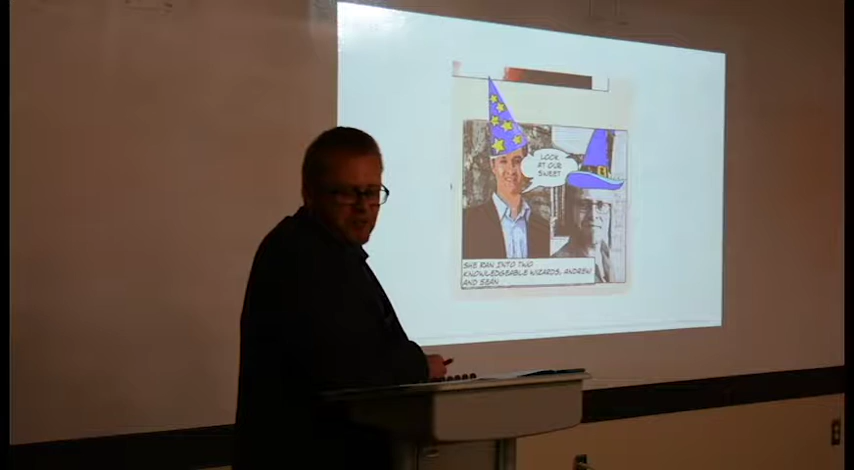 LOOK
AT OUR
SWEET
SHE RAN INTO TWO
KNOWLEDGEABLE WIZARDS, ANDREW
AND SEAN